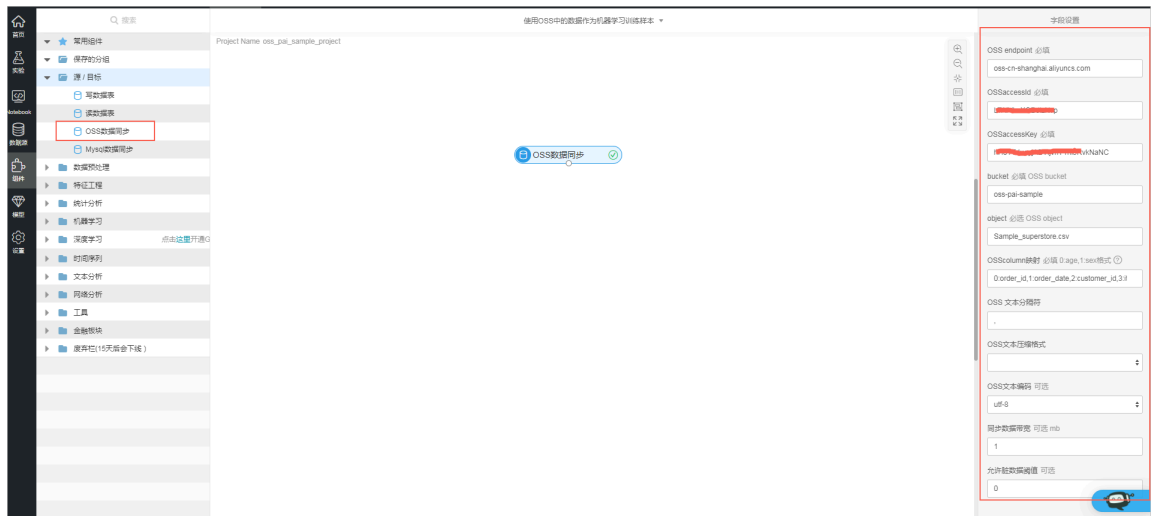 搜索
使用OSS中的数据作为机器学习训练样本
字段设置
首页
实验
Notebook
数据源
组件
模型
设置
常用组件
保存的分组
源 / 目标
写数据表
读数据表
OSS数据同步
Mysql数据同步
数据预处理
特征工程
统计分析
机器学习
深度学习 点击这里开通G
时间序列
文本分析
网络分析
工具
金融板块
废弃栏(15天后会下线 )
Project Name oss_pai_sample_project
OSS数据同步
OSS endpoint 必填
oss-cn-shanghai.aliyuncs.com
OSSaccessId 必填
OSSaccessKey 必填
bucket 必填 OSS bucket
oss-pai-sample
object 必选 OSS object
Sample_superstore.csv
OSScolumn映射 必填 0:age,1:sex格式
0:order_id,1:order_date,2:customer_id,3:i
OSS 文本分隔符
,
OSS文本压缩格式
OSS文本编码 可选
utf-8
同步数据带宽 可选 mb
1
允许脏数据阈值 可选
0